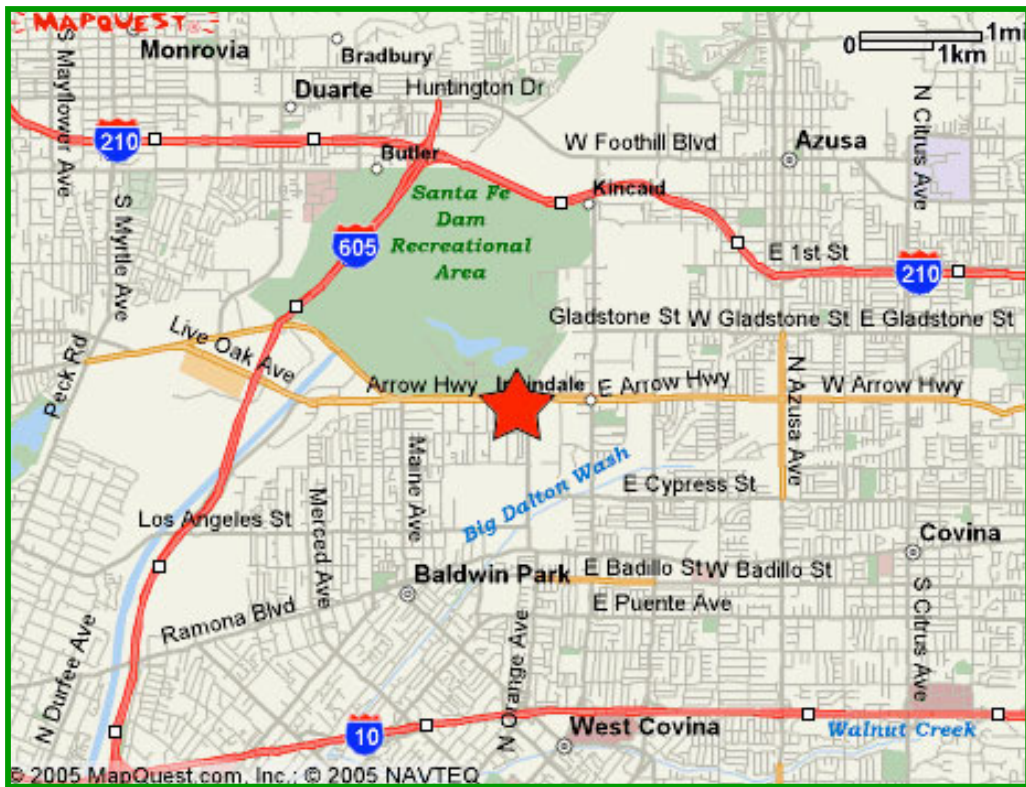 MAPQUEST
Monrovia
Bradbury
0 1mi
1km
S Mayflower Ave
Duarte
Huntington Dr
N Citrus Ave
210
W Foothill Blvd
Azusa
Butler
S Myrtle Ave
Santa Fe
Dam
Recreational
Area
Kincaid
605
E 1st St
210
Gladstone St W Gladstone St E Gladstone St
Live Oak Ave
Peck Rd
Arrow Hwy
E Arrow Hwy
N Azusa Ave
W Arrow Hwy
Maine Ave
Big Dalton Wash
E Cypress St
Merced Ave
Los Angeles St
Covina
Baldwin Park
E Badillo St
W Badillo St
E Puente Ave
S Citrus Ave
Ramona Blvd
N Durfee Ave
N Orange Ave
10
West Covina
Walnut Creek
© 2005 MapQuest.com, Inc.; © 2005 NAVTEQ